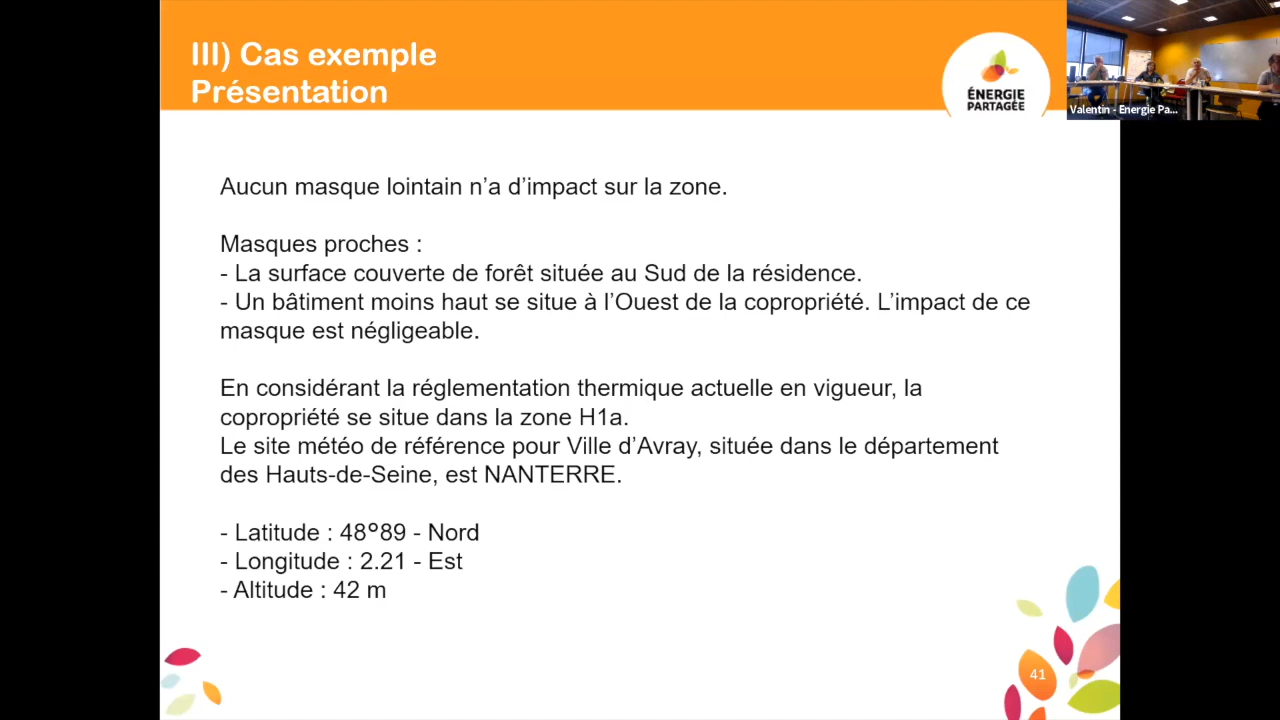 III) Cas exemple
Présentation
ÉNERGIE
PARTAGÉE
Valentin - Energie Pa...
Aucun masque lointain n’a d’impact sur la zone.
Masques proches :
- La surface couverte de forêt située au Sud de la résidence.
- Un bâtiment moins haut se situe à l’Ouest de la copropriété. L’impact de ce
masque est négligeable.
En considérant la réglementation thermique actuelle en vigueur, la
copropriété se situe dans la zone H1a.
Le site météo de référence pour Ville d’Avray, située dans le département
des Hauts-de-Seine, est NANTERRE.
- Latitude : 48°89 - Nord
- Longitude : 2.21 - Est
- Altitude : 42 m
41